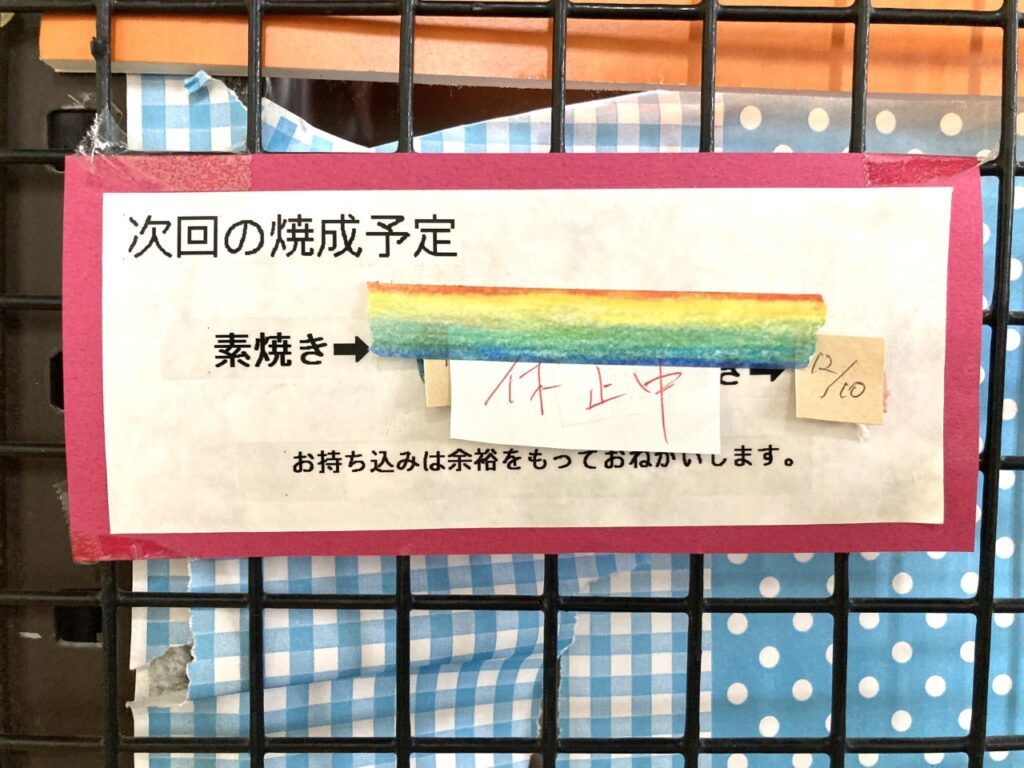 次回の焼成予定
素焼き➡
き➡ 12/10
休止中
お持ち込みは余裕をもっておねがいします。